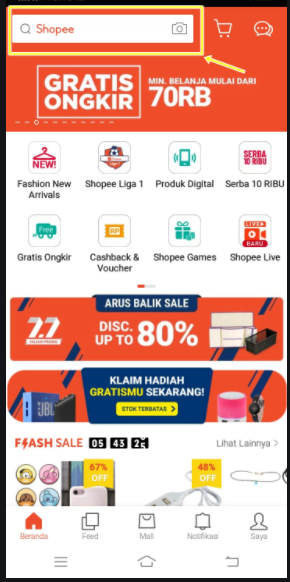 Shopee
GRATIS
ONGKIR
MIN. BELANJA MULAI DARI
70RB
NEW!
SERBA
10 RIBU
Fashion New
Arrivals
Shopee Liga 1
Produk Digital
Serba 10 RIBU
Free
RP
LIVE
BARU
Gratis Ongkir
Cashback &
Voucher
Shopee Games
Shopee Live
ARUS BALIK SALE
7.7
DISC.
UP TO
80%
KLAIM HADIAH
GRATISMU SEKARANG!
STOK TERBATAS
JBL
FLASH SALE
05 43 24
Lihat Lainnya >
67%
OFF
48%
OFF
Beranda
Feed
Mall
Notifikasi
Saya